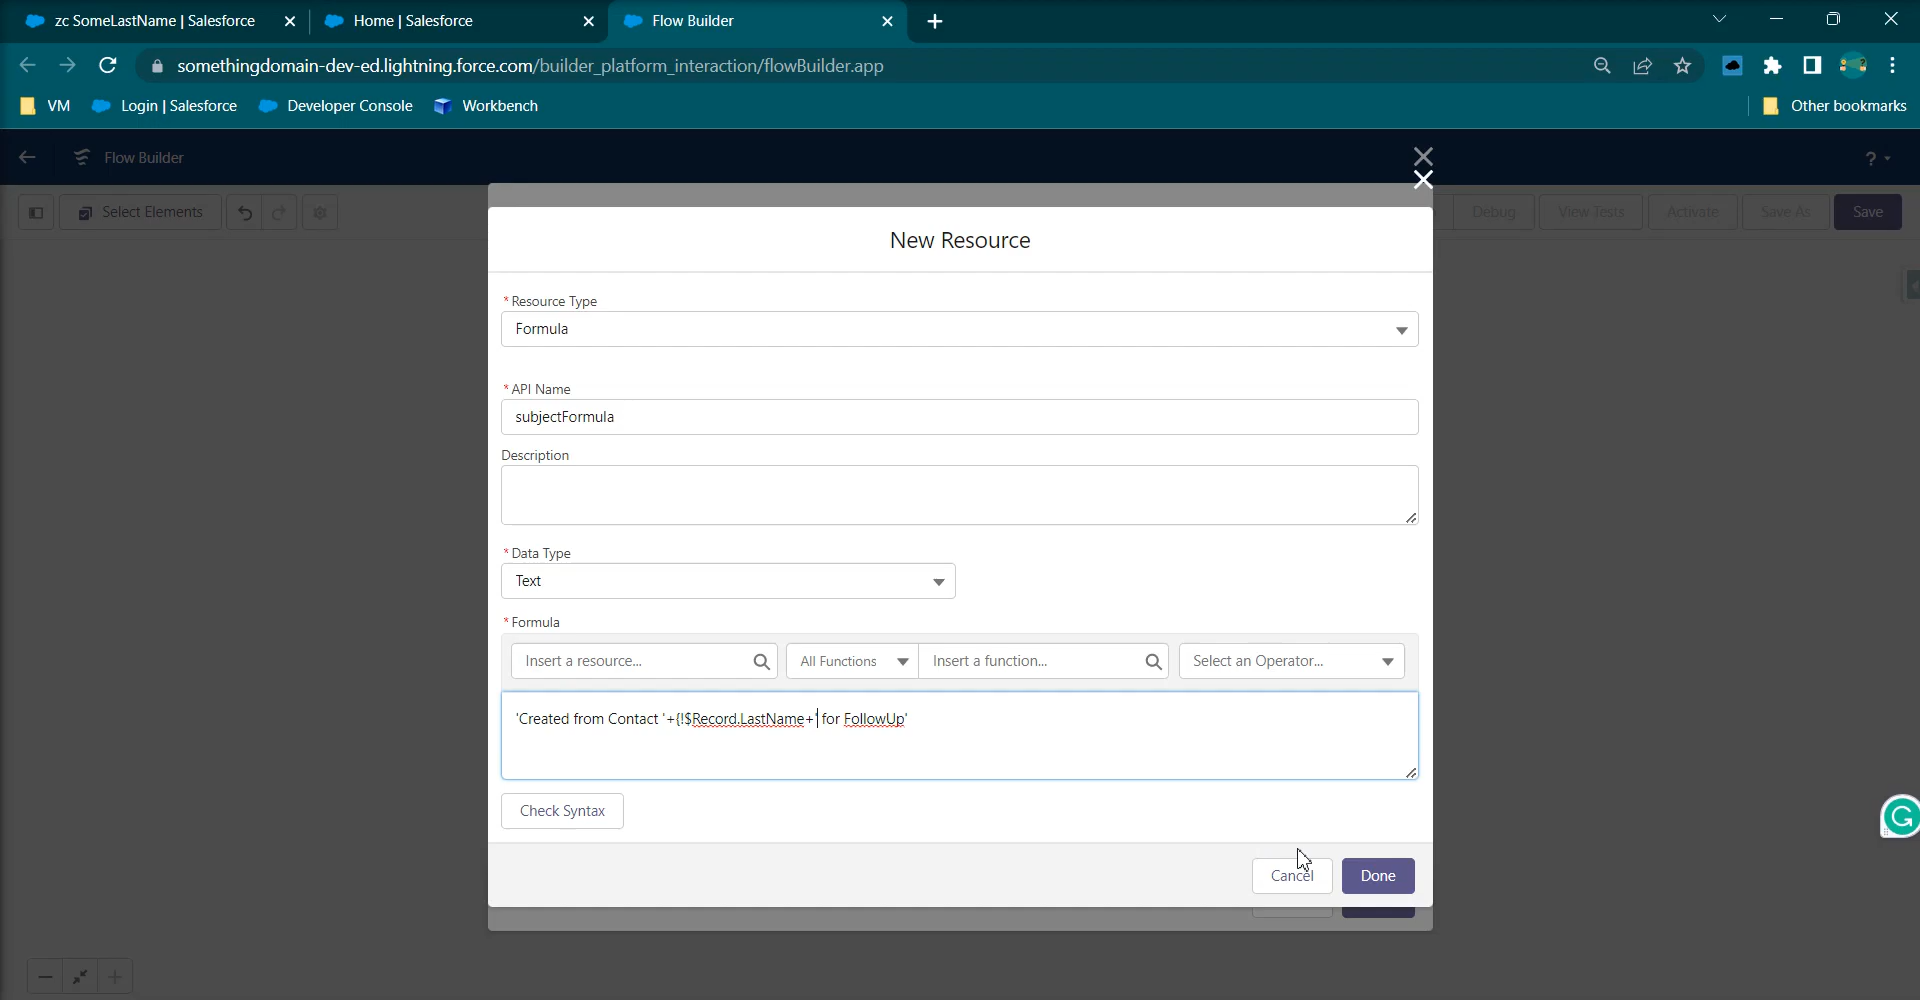 zc SomeLastName | Salesforce
Home | Salesforce
Flow Builder
somethingdomain-dev-ed.lightning.force.com/builder_platform_interaction/flowBuilder.app
VM
Login | Salesforce
Developer Console
Workbench
Other bookmarks
Flow Builder
?
Select Elements
Debug
View Tests
Activate
Save As
Save
New Resource
* Resource Type
Formula
* API Name
subjectFormula
Description
* Data Type
Text
* Formula
Insert a resource...
All Functions
Insert a function...
Select an Operator...
'Created from Contact '+{!$Record.LastName+' for FollowUp'
Check Syntax
Cancel
Done